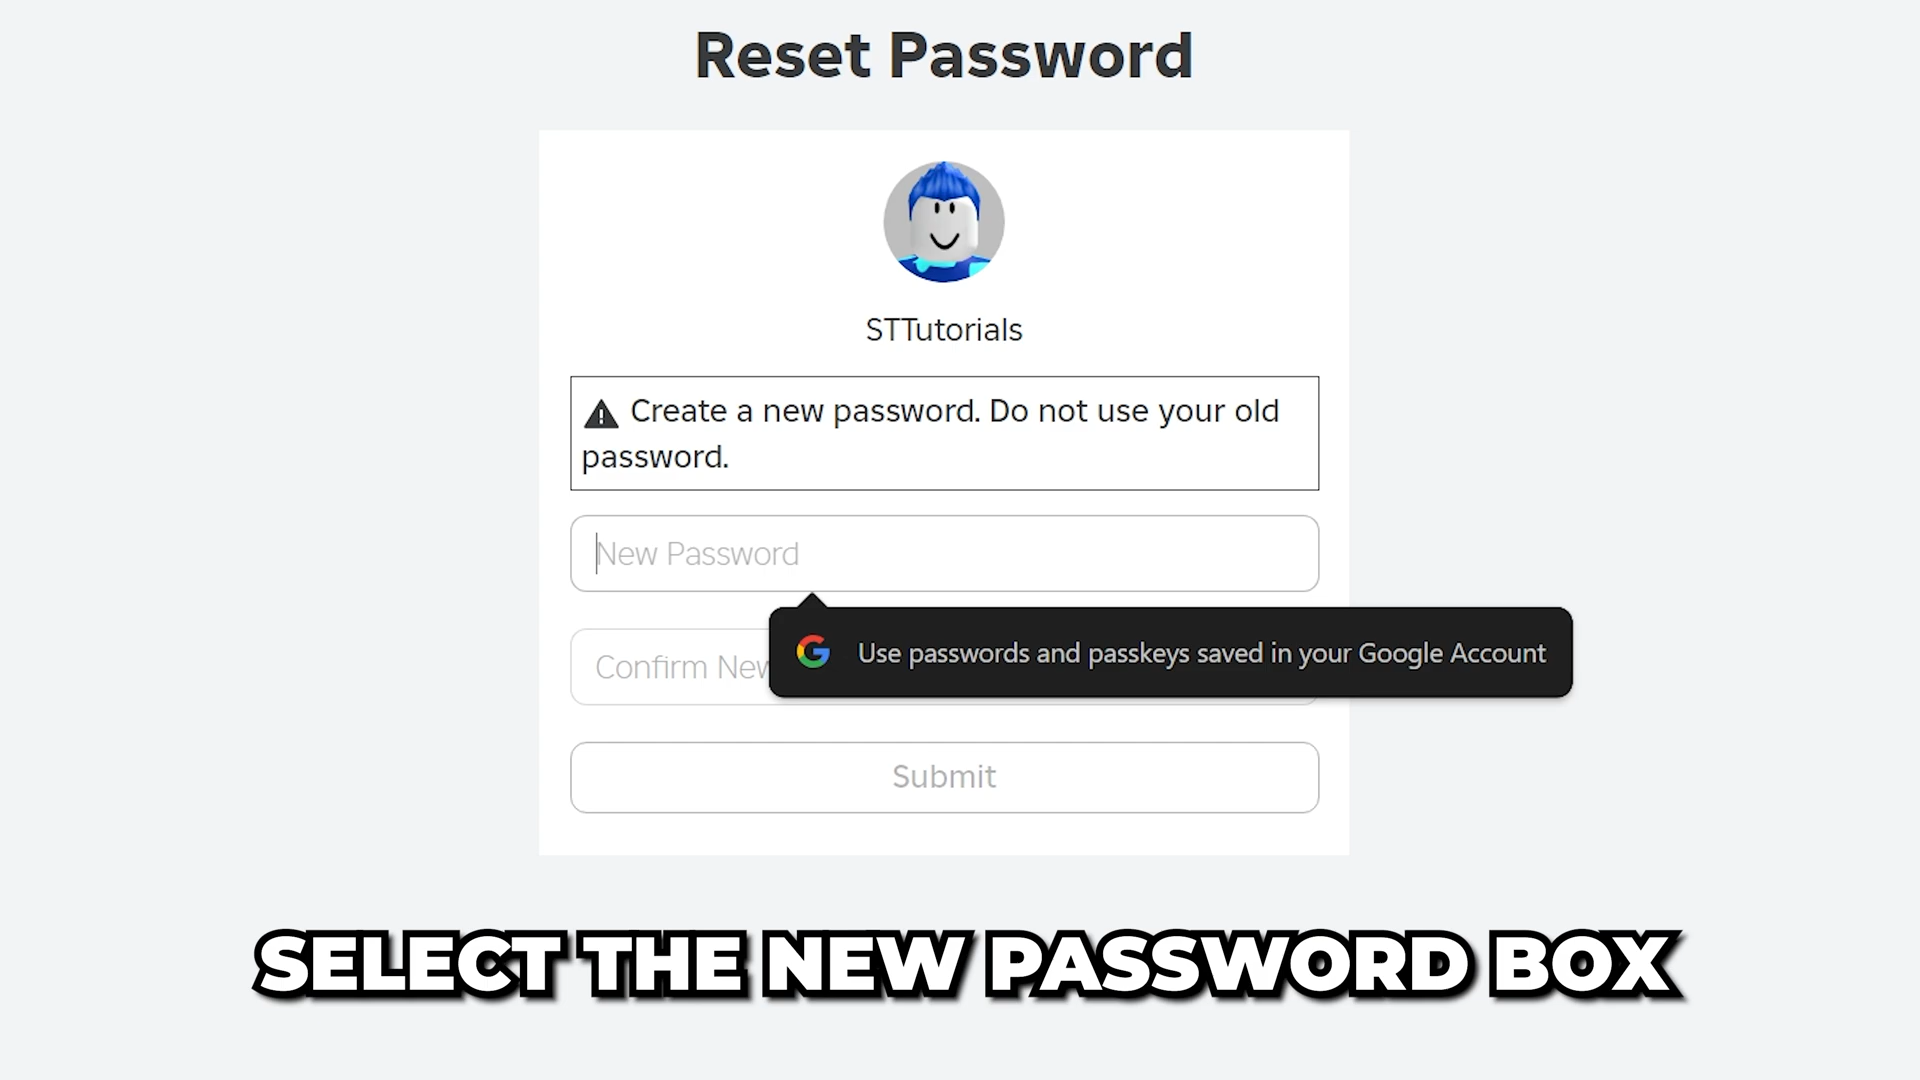 Reset Password
STTutorials
Create a new password. Do not use your old
password.
New Password
Confirm New
Use passwords and passkeys saved in your Google Account
Submit
SELECT THE NEW PASSWORD BOX